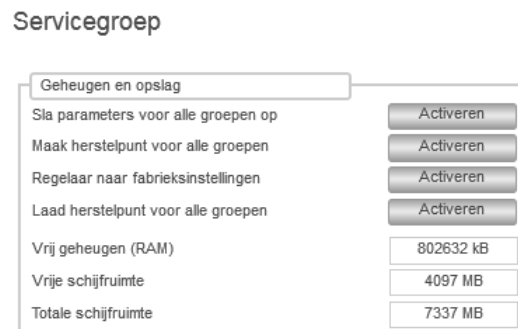 Servicegroep
Geheugen en opslag
Sla parameters voor alle groepen op Activeren
Maak herstelpunt voor alle groepen Activeren
Regelaar naar fabrieksinstellingen Activeren
Laad herstelpunt voor alle groepen Activeren
Vrij geheugen (RAM) 802632 kB
Vrije schijfruimte 4097 MB
Totale schijfruimte 7337 MB